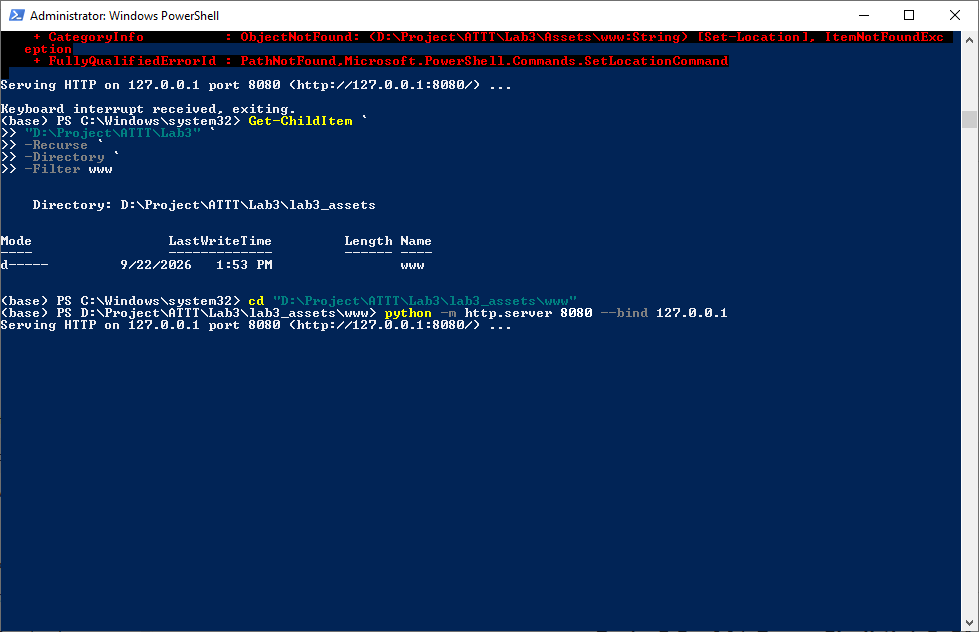 Administrator: Windows PowerShell
+ CategoryInfo          : ObjectNotFound: (D:\Project\ATTT\Lab3\Assets\www:String) [Set-Location], ItemNotFoundExc
eption
+ FullyQualifiedErrorId : PathNotFound,Microsoft.PowerShell.Commands.SetLocationCommand
Serving HTTP on 127.0.0.1 port 8080 (http://127.0.0.1:8080/) ...
Keyboard interrupt received, exiting.
(base) PS C:\Windows\system32> Get-ChildItem `
>> "D:\Project\ATTT\Lab3" `
>> -Recurse `
>> -Directory `
>> -Filter www
Directory: D:\Project\ATTT\Lab3\lab3_assets
Mode                 LastWriteTime         Length Name
----                 -------------         ------ ----
d-----         9/22/2026   1:53 PM                www
(base) PS C:\Windows\system32> cd "D:\Project\ATTT\Lab3\lab3_assets\www"
(base) PS D:\Project\ATTT\Lab3\lab3_assets\www> python -m http.server 8080 --bind 127.0.0.1
Serving HTTP on 127.0.0.1 port 8080 (http://127.0.0.1:8080/) ...